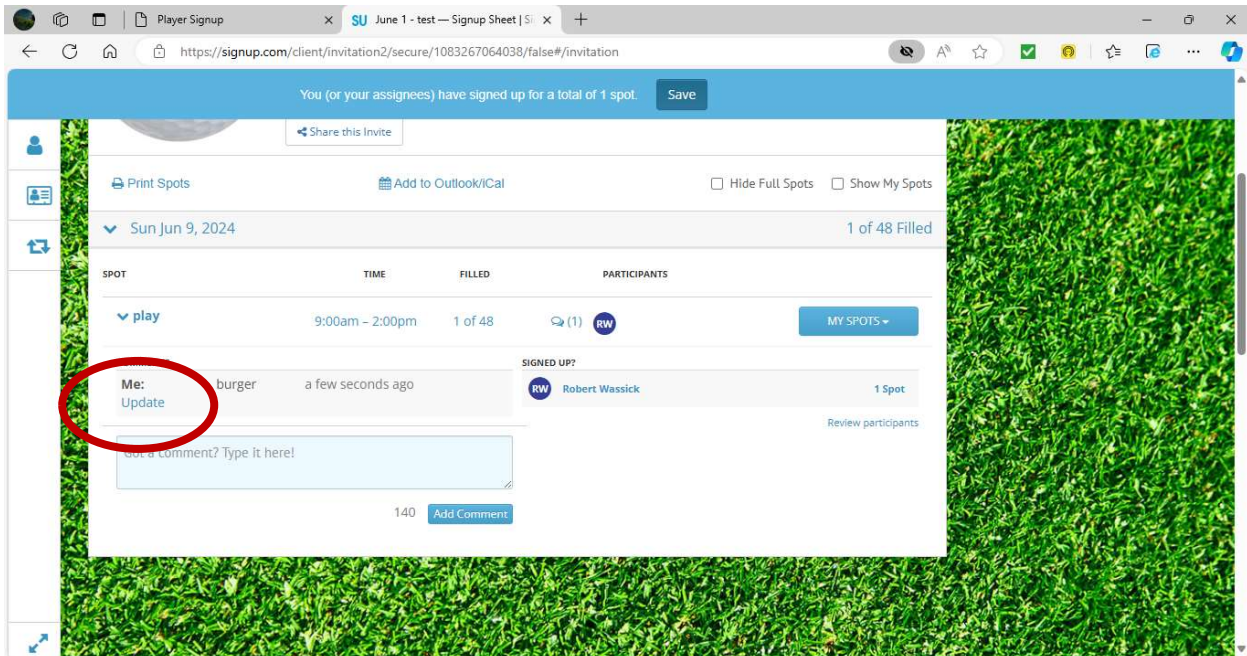 Player Signup
SU June 1 - test — Signup Sheet | Si
https://signup.com/client/invitation2/secure/1083267064038/false#/invitation
You (or your assignees) have signed up for a total of 1 spot. Save
Share this Invite
Print Spots Add to Outlook/iCal Hide Full Spots Show My Spots
Sun Jun 9, 2024 1 of 48 Filled
SPOT TIME FILLED PARTICIPANTS
play 9:00am – 2:00pm 1 of 48 (1) RW MY SPOTS
SIGNED UP?
Me: burger a few seconds ago RW Robert Wassick 1 Spot
Update
Review participants
Got a comment? Type it here!
140 Add Comment